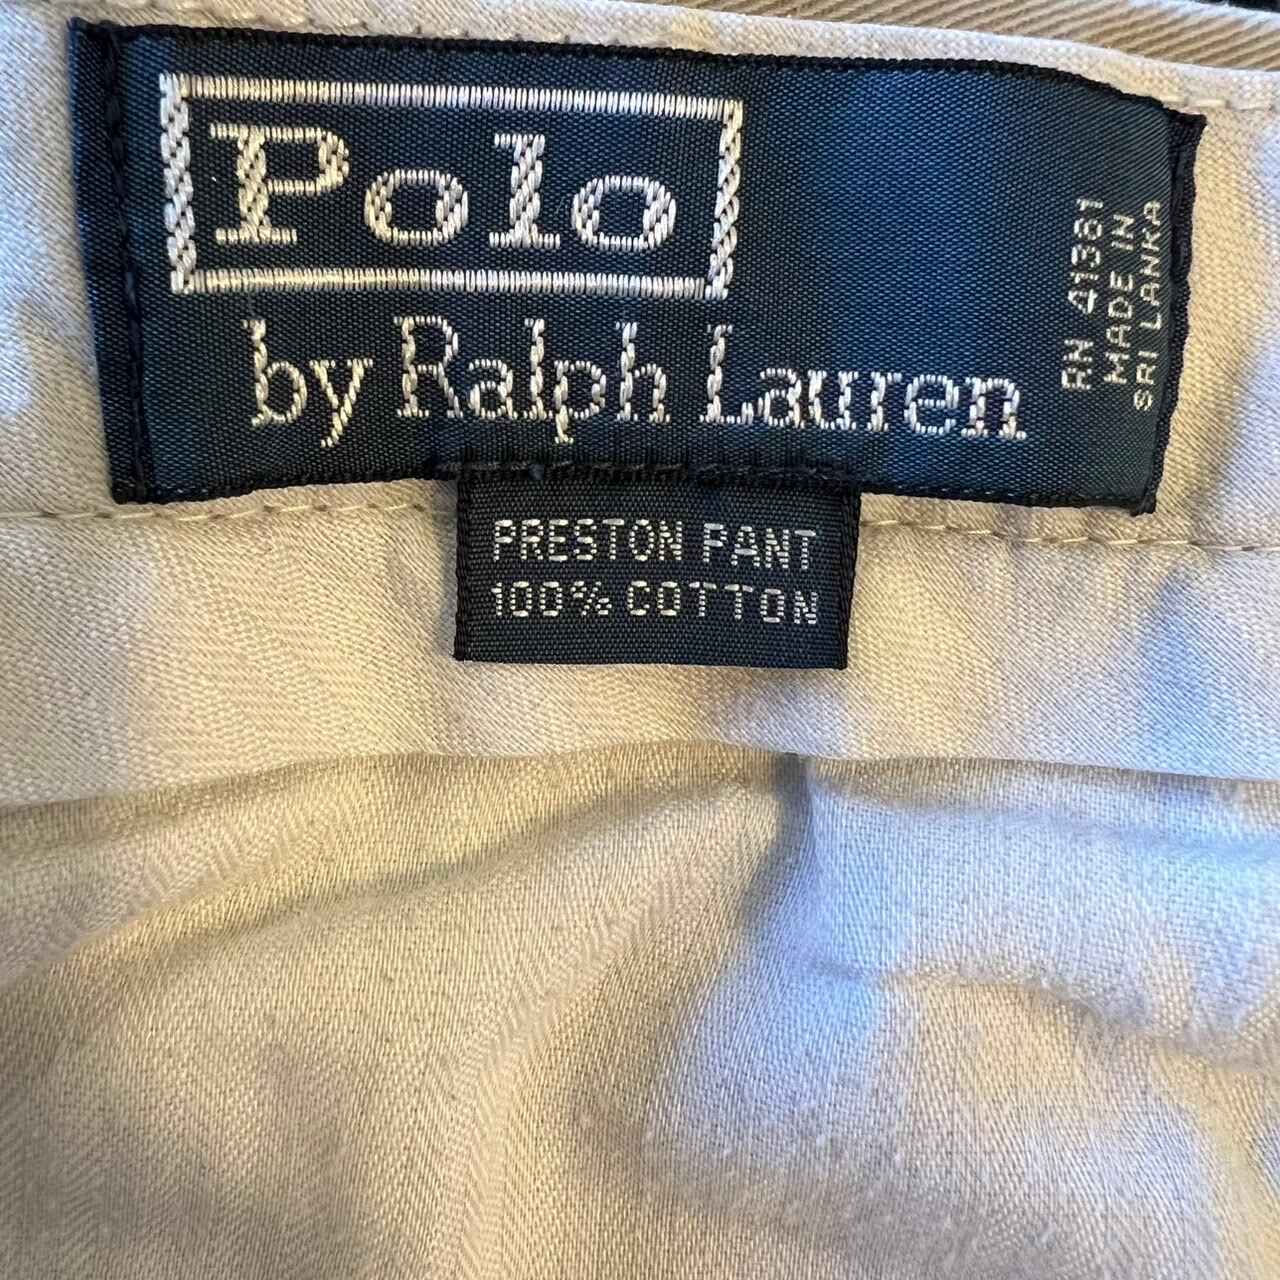 Polo
by Ralph Lauren
RN 41381
MADE IN
SRI LANKA
PRESTON PANT
100% COTTON